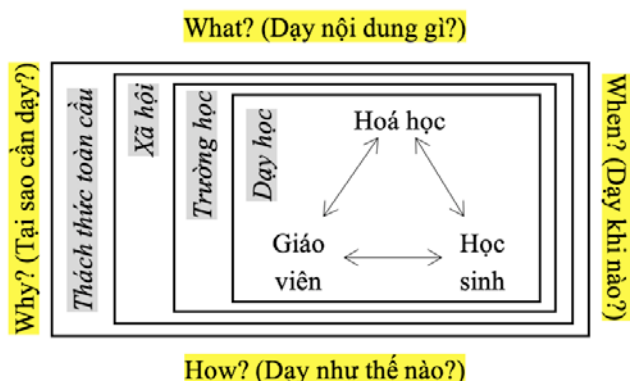 What? (Dạy nội dung gì?)
Why? (Tại sao cần dạy?)
Thách thức toàn cầu
Xã hội
Trường học
Dạy học
Hoá học
Giáo
viên
Học
sinh
When? (Dạy khi nào?)
How? (Dạy như thế nào?)